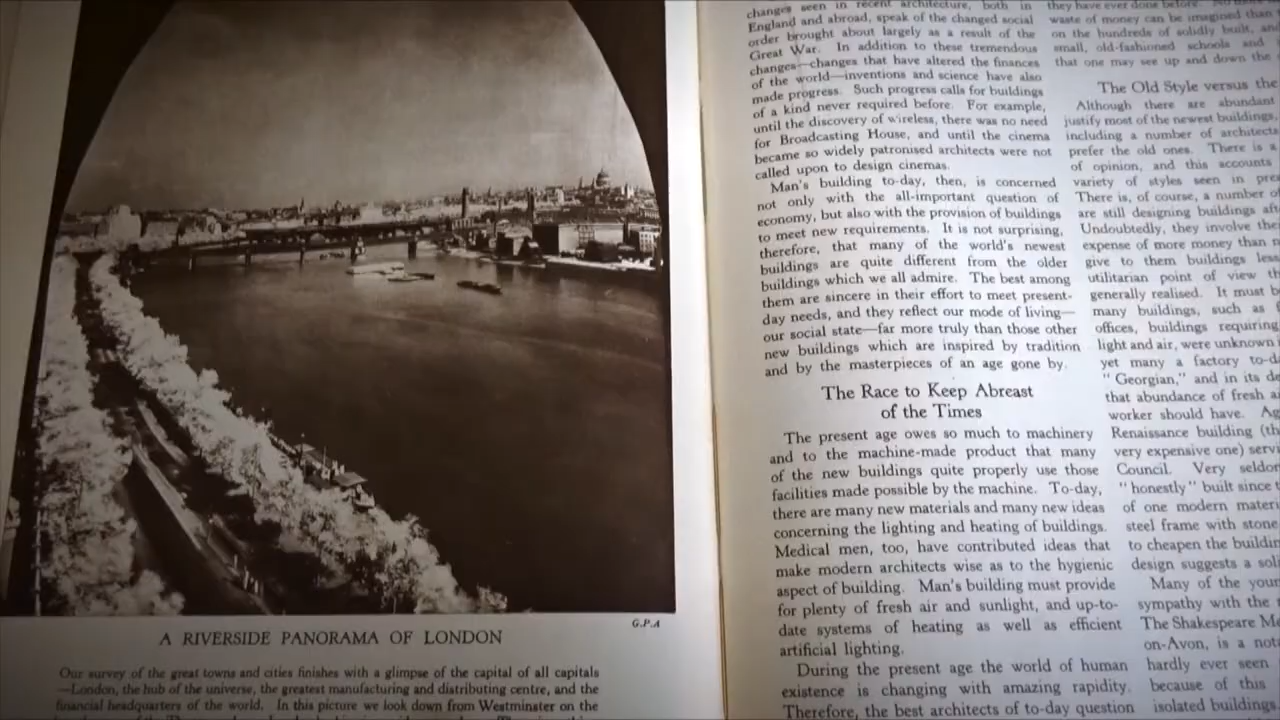 G.P.A
A RIVERSIDE PANORAMA OF LONDON
Our survey of the great towns and cities finishes with a glimpse of the capital of all capitals
—London, the hub of the universe, the greatest manufacturing and distributing centre, and the
financial headquarters of the world. In this picture we look down from Westminster on the
changes seen in recent architecture, both in
England and abroad, speak of the changed social
order brought about largely as a result of the
Great War. In addition to these tremendous
changes—changes that have altered the finances
of the world—inventions and science have also
made progress. Such progress calls for buildings
of a kind never required before. For example,
until the discovery of wireless, there was no need
for Broadcasting House, and until the cinema
became so widely patronised architects were not
called upon to design cinemas.
Man's building to-day, then, is concerned
not only with the all-important question of
economy, but also with the provision of buildings
to meet new requirements. It is not surprising,
therefore, that many of the world's newest
buildings are quite different from the older
buildings which we all admire. The best among
them are sincere in their effort to meet present-
day needs, and they reflect our mode of living—
our social state—far more truly than those other
new buildings which are inspired by tradition
and by the masterpieces of an age gone by.
The Race to Keep Abreast
of the Times
The present age owes so much to machinery
and to the machine-made product that many
of the new buildings quite properly use those
facilities made possible by the machine. To-day,
there are many new materials and many new ideas
concerning the lighting and heating of buildings.
Medical men, too, have contributed ideas that
make modern architects wise as to the hygienic
aspect of building. Man's building must provide
for plenty of fresh air and sunlight, and up-to-
date systems of heating as well as efficient
artificial lighting.
During the present age the world of human
existence is changing with amazing rapidity.
Therefore, the best architects of to-day question
they have ever done before. No more
waste of money can be imagined than
on the hundreds of solidly built, and
small, old-fashioned schools and
that one may see up and down the
The Old Style versus the
Although there are abundant
justify most of the newest buildings,
including a number of architects
prefer the old ones. There is a
of opinion, and this accounts
variety of styles seen in
There is, of course, a number of
are still designing buildings
Undoubtedly, they involve
expense of more money than
give to them buildings less
utilitarian point of view
generally realised. It must
many buildings, such as
offices, buildings requiring
light and air, were unknown
yet many a factory
"Georgian," and in its
that abundance of fresh
worker should have.
Renaissance building
very expensive one)
Council. Very
"honestly" built since
of one modern
steel frame with stone
to cheapen the
design suggests a
Many of the
sympathy with the
The Shakespeare
on-Avon, is a
hardly ever seen
because of this
isolated buildings